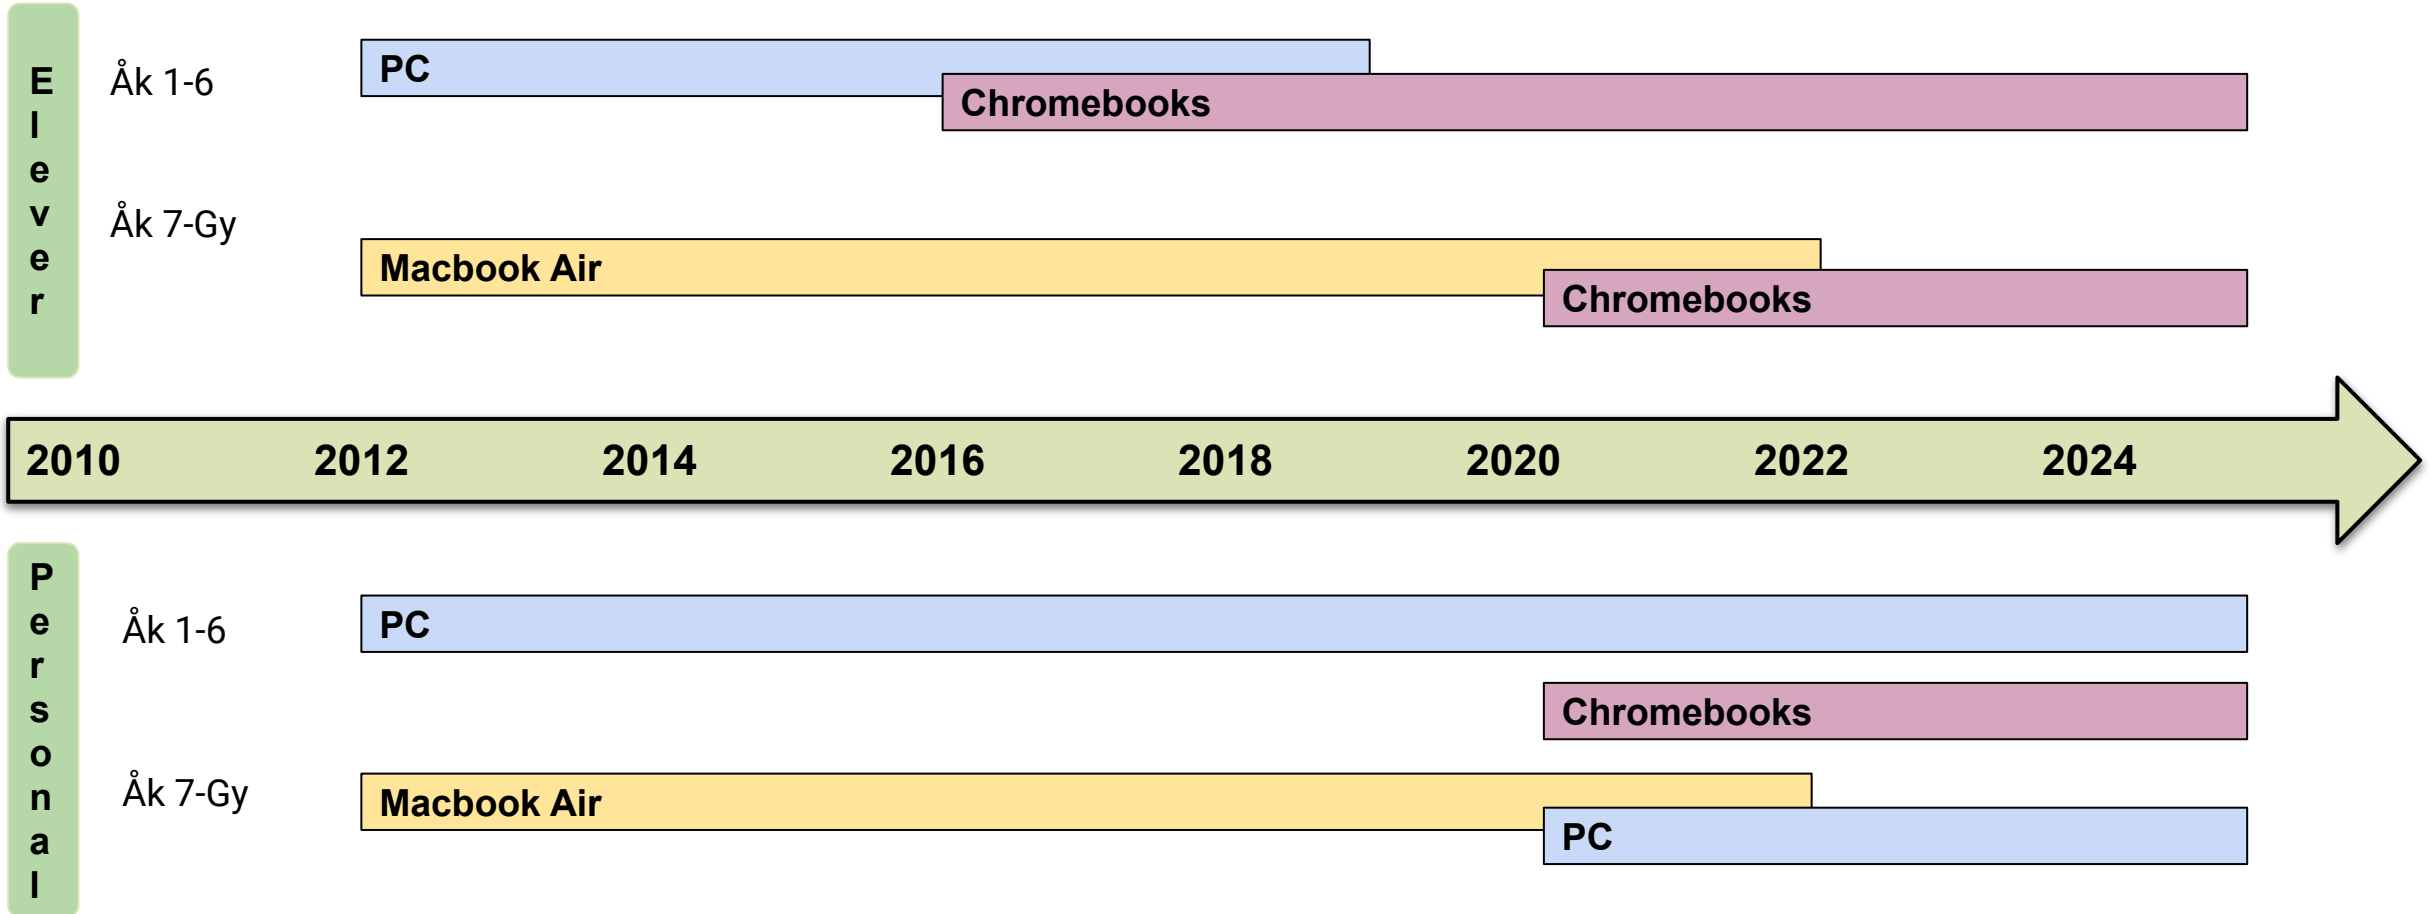 Elever
Åk 1-6
PC
Chromebooks
Åk 7-Gy
Macbook Air
Chromebooks
2010 2012 2014 2016 2018 2020 2022 2024
Personal
Åk 1-6
PC
Chromebooks
Åk 7-Gy
Macbook Air
PC